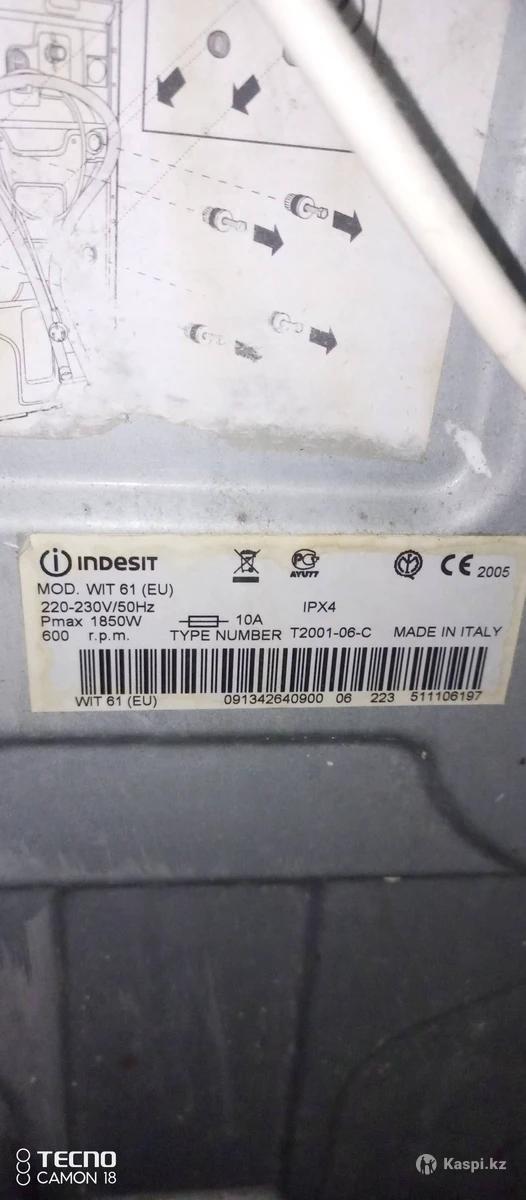 INDESIT
AYU77
CE 2005
MOD. WIT 61 (EU)
220-230V/50Hz
IPX4
Pmax 1850W
10A
600 r.p.m.
TYPE NUMBER T2001-06-C
MADE IN ITALY
WIT 61 (EU)
091342640900 06 223 511106197
TECNO
CAMON 18
Kaspi.kz